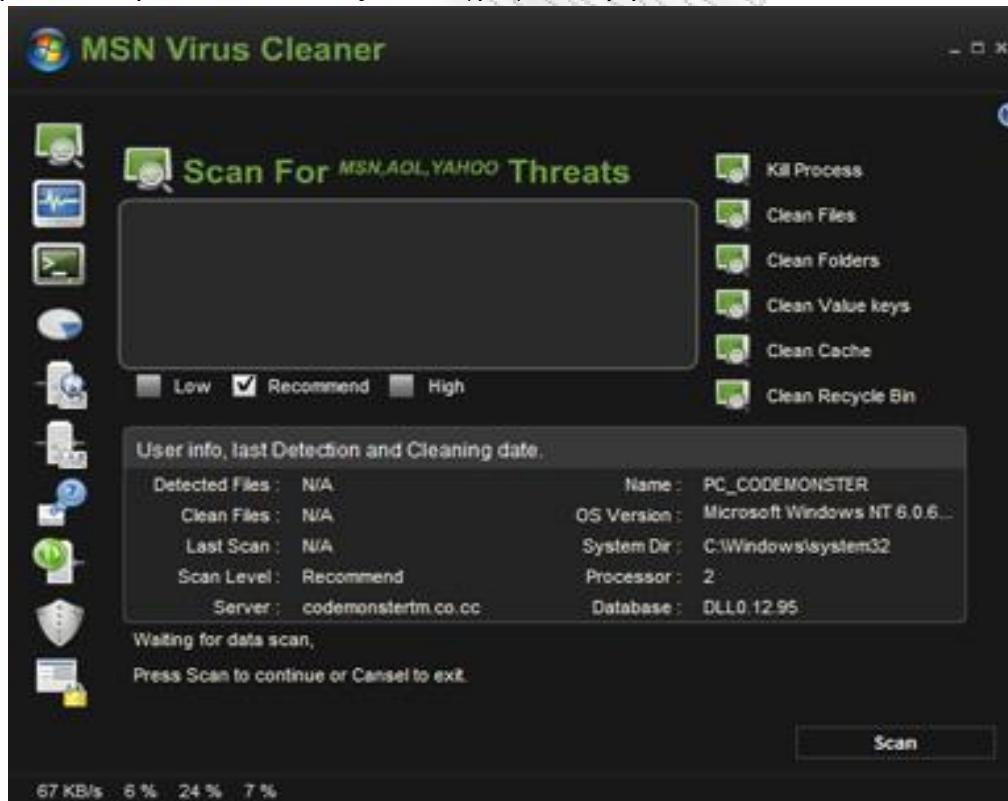 MSN Virus Cleaner
Scan For MSN,AOL,YAHOO Threats
Kill Process
Clean Files
Clean Folders
Clean Value keys
Clean Cache
Clean Recycle Bin
Low Recommend High
User info, last Detection and Cleaning date.
Detected Files : N/A Name : PC_CODEMONSTER
Clean Files : N/A OS Version : Microsoft Windows NT 6.0.6...
Last Scan : N/A System Dir : C:\Windows\system32
Scan Level : Recommend Processor : 2
Server : codemonstertm.co.cc Database : DLL0.12.95
Waiting for data scan,
Press Scan to continue or Cansel to exit.
Scan
67 KB/s 6 % 24 % 7 %